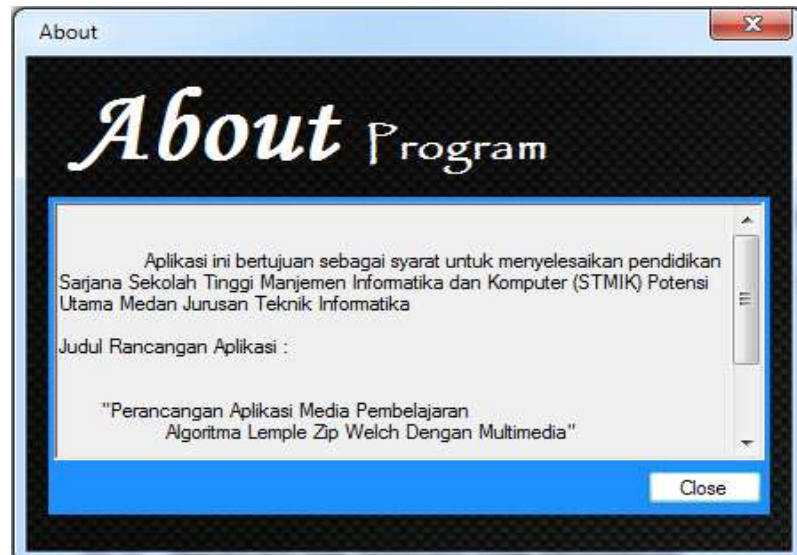 About
About Program
Aplikasi ini bertujuan sebagai syarat untuk menyelesaikan pendidikan
Sarjana Sekolah Tinggi Manjemen Informatika dan Komputer (STMIK) Potensi
Utama Medan Jurusan Teknik Informatika
Judul Rancangan Aplikasi :
"Perancangan Aplikasi Media Pembelajaran
Algoritma Lemple Zip Welch Dengan Multimedia"
Close